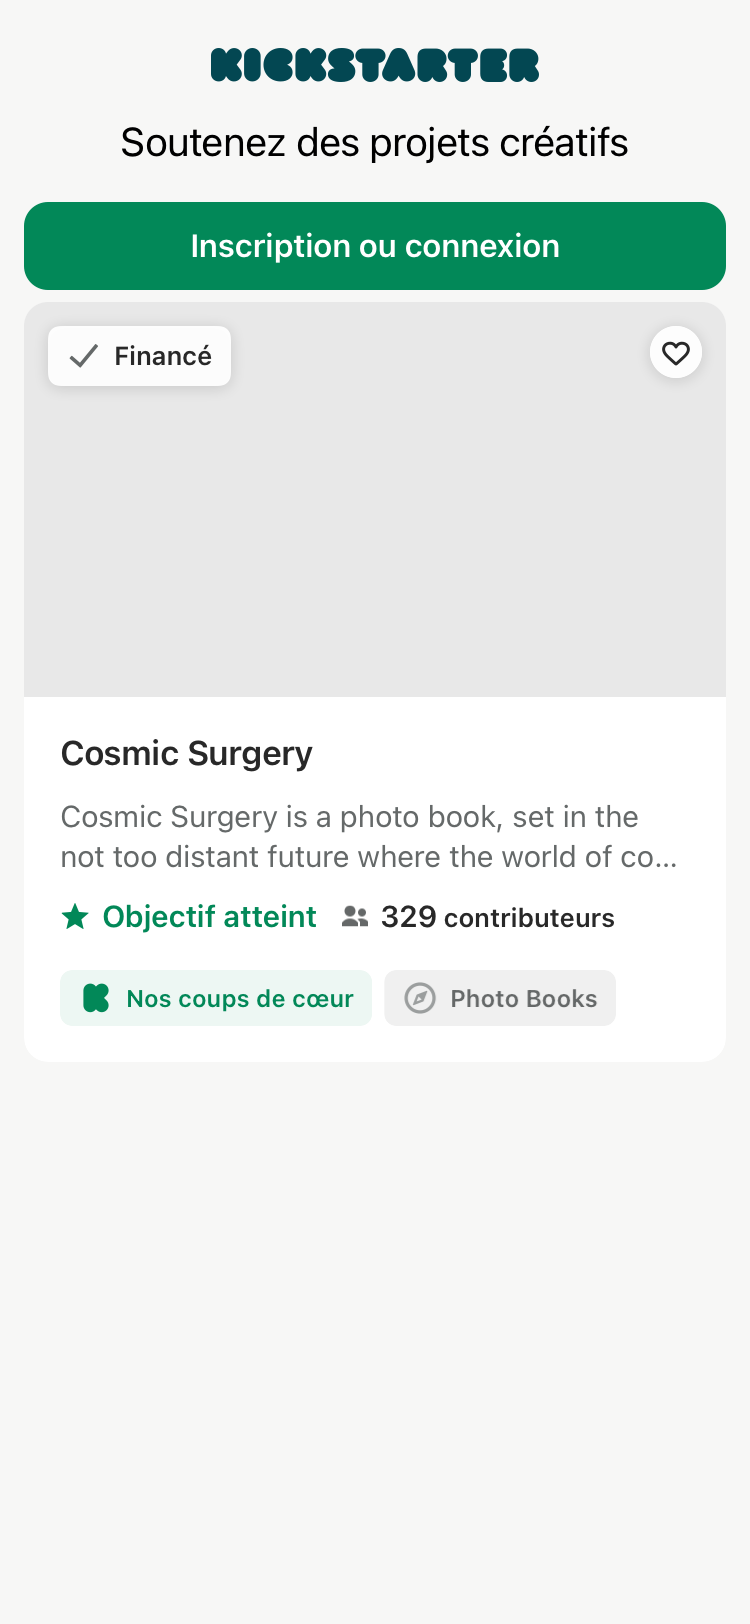 KICKSTARTER
Soutenez des projets créatifs
Inscription ou connexion
Financé
Cosmic Surgery
Cosmic Surgery is a photo book, set in the
not too distant future where the world of co...
Objectif atteint 329 contributeurs
Nos coups de cœur Photo Books